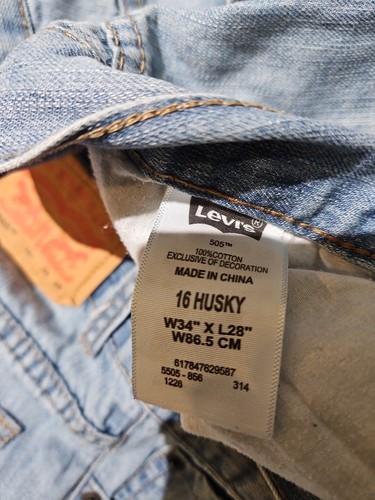 Levi's®
505™
100%COTTON
EXCLUSIVE OF DECORATION
MADE IN CHINA
16 HUSKY
W34" X L28"
W86.5 CM
617847629587
5505-856
1226 314